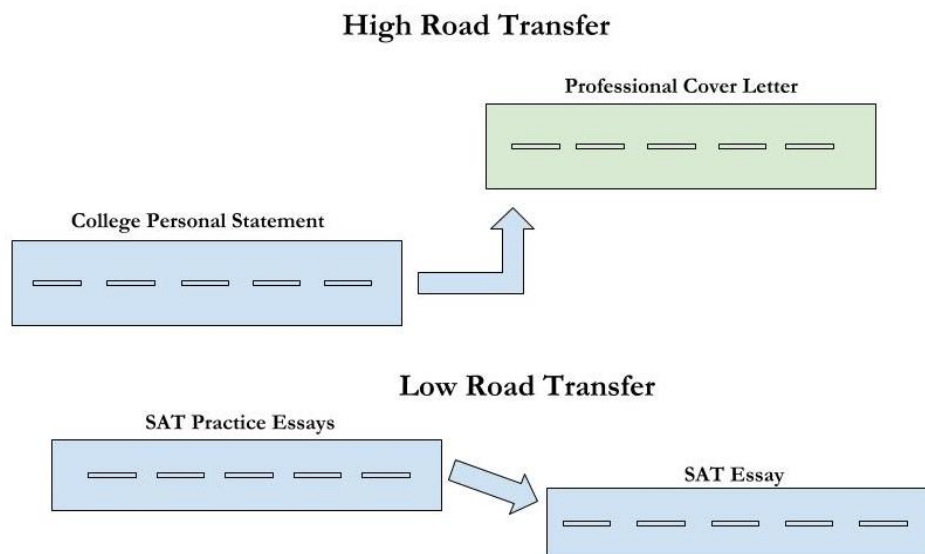 High Road Transfer
Professional Cover Letter
College Personal Statement
Low Road Transfer
SAT Practice Essays
SAT Essay